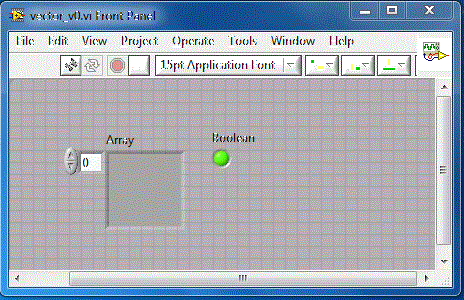 vector_v0.vi Front Panel
File Edit View Project Operate Tools Window Help
15pt Application Font
Array
Boolean
0